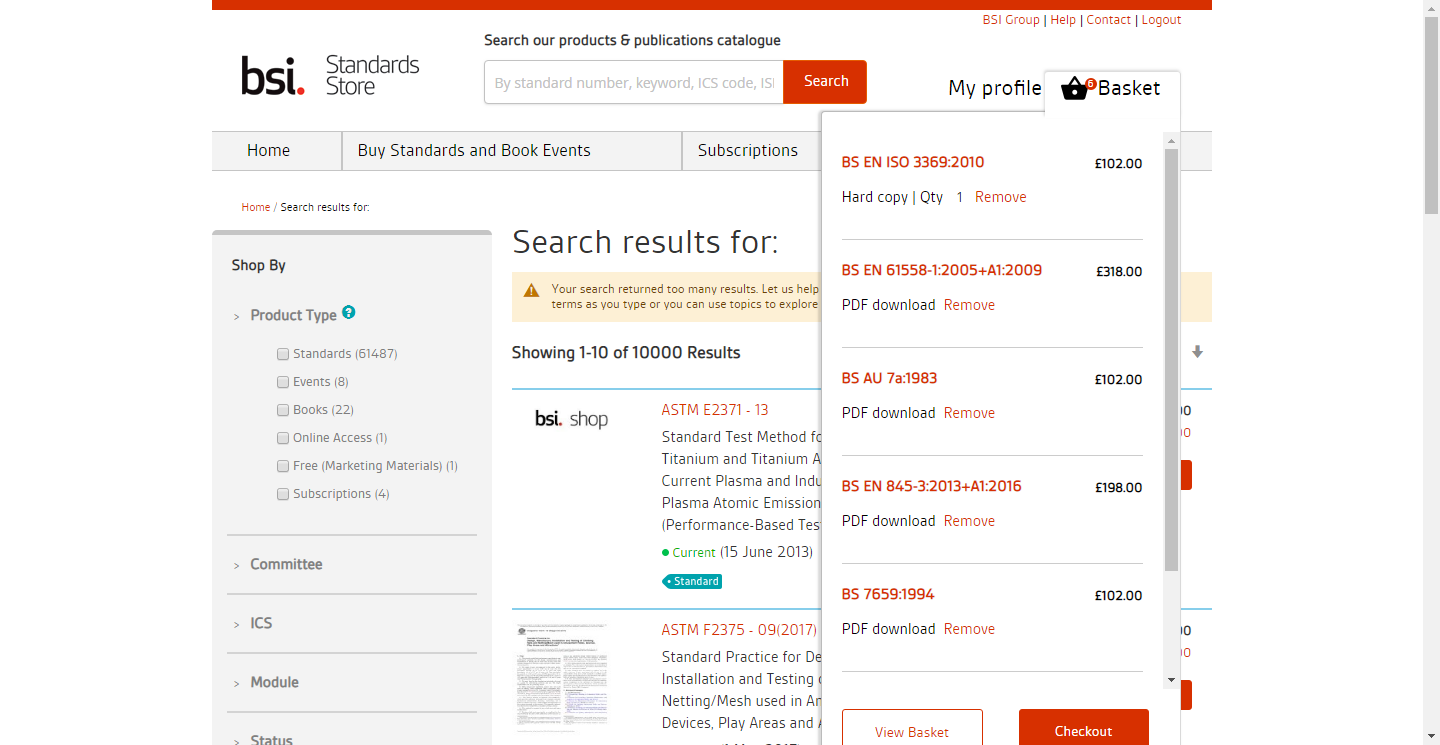 BSI Group | Help | Contact | Logout
Search our products & publications catalogue
bsi. Standards Store
By standard number, keyword, ICS code, ISI
Search
My profile
6 Basket
Home
Buy Standards and Book Events
Subscriptions
Home / Search results for:
Shop By
> Product Type ?
Standards (61487)
Events (8)
Books (22)
Online Access (1)
Free (Marketing Materials) (1)
Subscriptions (4)
> Committee
> ICS
> Module
> Status
Search results for:
Your search returned too many results. Let us help
terms as you type or you can use topics to explore
Showing 1-10 of 10000 Results
bsi. shop
ASTM E2371 - 13
Standard Test Method fo
Titanium and Titanium A
Current Plasma and Indu
Plasma Atomic Emission
(Performance-Based Tes
Current (15 June 2013)
Standard
ASTM F2375 - 09(2017)
Standard Practice for De
Installation and Testing
Netting/Mesh used in Am
Devices, Play Areas and A
BS EN ISO 3369:2010 £102.00
Hard copy | Qty 1 Remove
BS EN 61558-1:2005+A1:2009 £318.00
PDF download Remove
BS AU 7a:1983 £102.00
PDF download Remove
BS EN 845-3:2013+A1:2016 £198.00
PDF download Remove
BS 7659:1994 £102.00
PDF download Remove
View Basket
Checkout